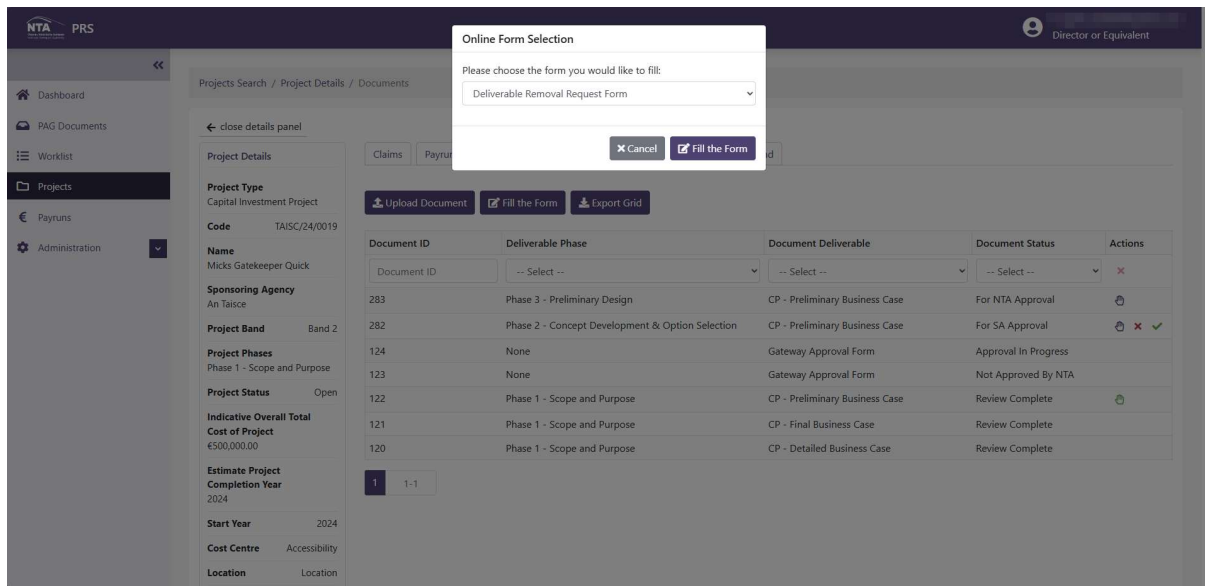 NTA
PRS
Director or Equivalent
Online Form Selection
Please choose the form you would like to fill:
Deliverable Removal Request Form
Cancel
Fill the Form
Dashboard
PAG Documents
Worklist
Projects
Payruns
Administration
Projects Search / Project Details / Documents
close details panel
Project Details
Project Type
Capital Investment Project
Code TAISC/24/0019
Name
Micks Gatekeeper Quick
Sponsoring Agency
An Taisce
Project Band Band 2
Project Phases
Phase 1 - Scope and Purpose
Project Status Open
Indicative Overall Total
Cost of Project
€500,000.00
Estimate Project
Completion Year
2024
Start Year 2024
Cost Centre Accessibility
Location Location
Claims
Upload Document Fill the Form Export Grid
Document ID Deliverable Phase Document Deliverable Document Status Actions
Document ID -- Select -- -- Select -- -- Select --
283 Phase 3 - Preliminary Design CP - Preliminary Business Case For NTA Approval
282 Phase 2 - Concept Development & Option Selection CP - Preliminary Business Case For SA Approval
124 None Gateway Approval Form Approval In Progress
123 None Gateway Approval Form Not Approved By NTA
122 Phase 1 - Scope and Purpose CP - Preliminary Business Case Review Complete
121 Phase 1 - Scope and Purpose CP - Final Business Case Review Complete
120 Phase 1 - Scope and Purpose CP - Detailed Business Case Review Complete
1 1-1